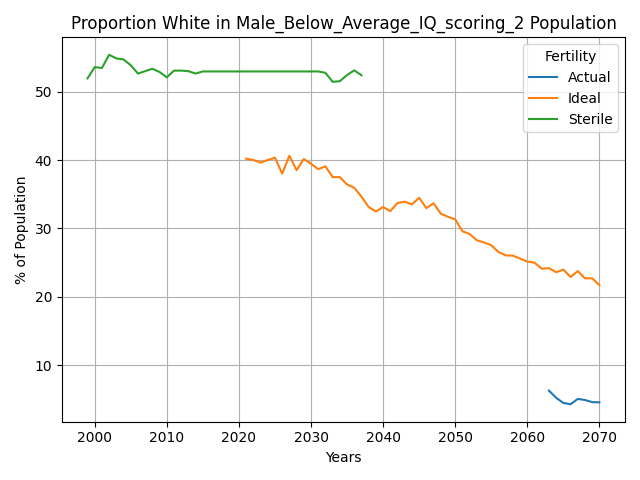 Proportion White in Male_Below_Average_IQ_scoring_2 Population
Fertility
Actual
Ideal
Sterile
% of Population
50
40
30
20
10
2000 2010 2020 2030 2040 2050 2060 2070
Years